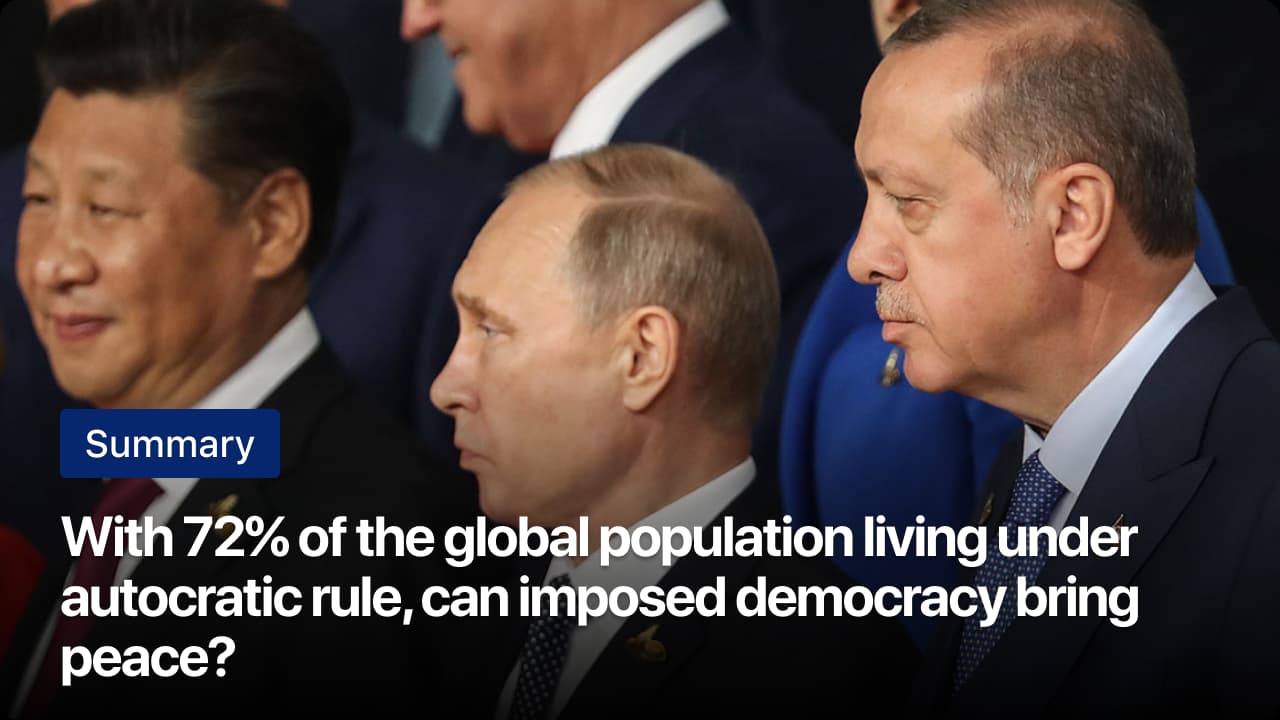 Summary
With 72% of the global population living under
autocratic rule, can imposed democracy bring
peace?